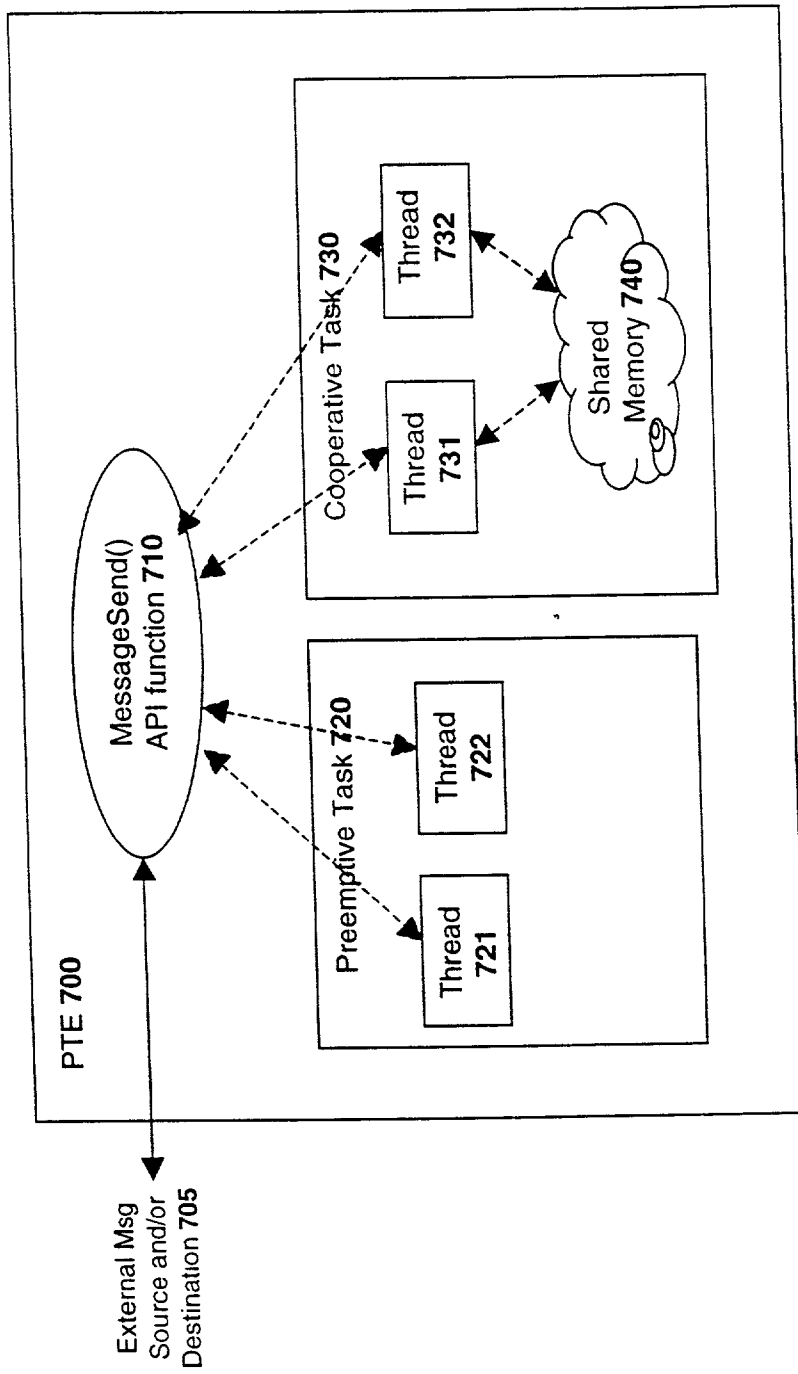 PTE 700
External Msg
Source and/or
Destination 705
MessageSend()
API function 710
Preemptive Task 720
Thread
721
Thread
722
Cooperative Task 730
Thread
731
Thread
732
Shared
Memory 740